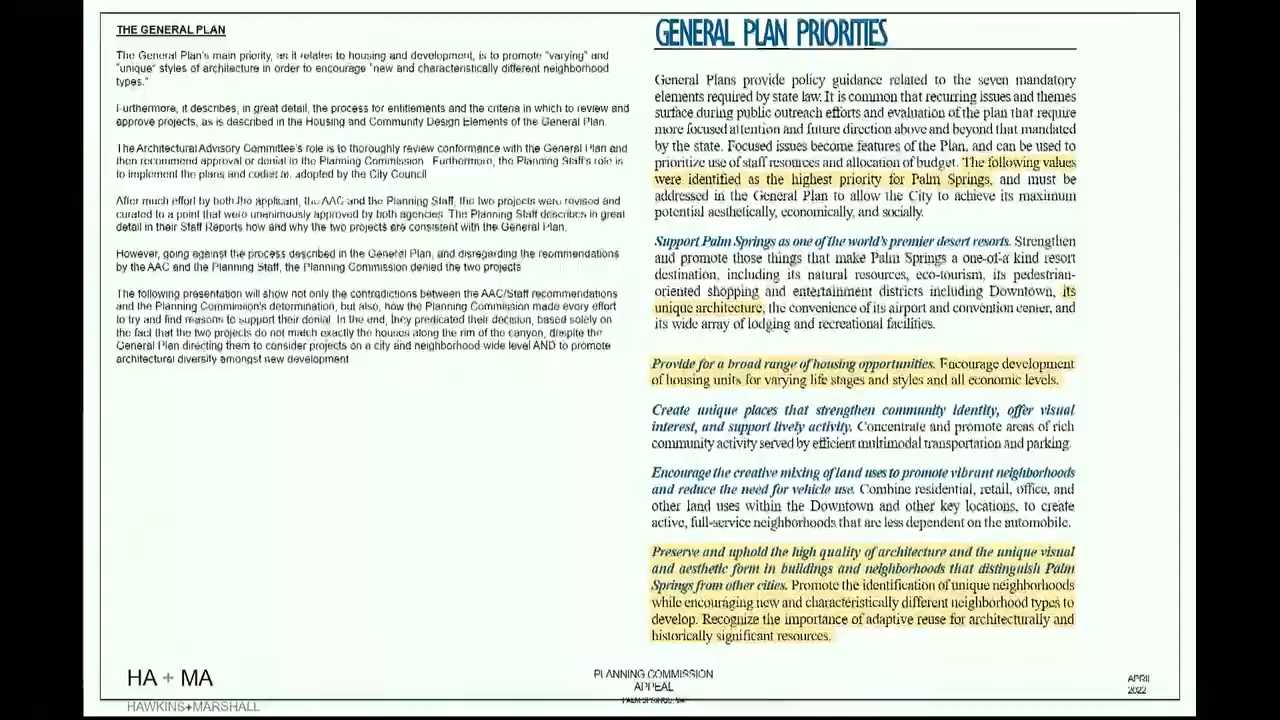 THE GENERAL PLAN
The General Plan's main priority, as it relates to housing and development, is to promote "varying" and
"unique" styles of architecture in order to encourage "new and characteristically different neighborhood
types."
Furthermore, it describes, in great detail, the process for entitlements and the criteria in which to review and
approve projects, as is described in the Housing and Community Design Elements of the General Plan.
The Architectural Advisory Committee's role is to thoroughly review conformance with the General Plan and
then recommend approval or denial to the Planning Commission. Furthermore, the Planning Staff's role is
to implement the plans and codes as adopted by the City Council
After much effort by both the applicant, the AAC and the Planning Staff, the two projects were revised and
curated to a point that were unanimously approved by both agencies. The Planning Staff describes in great
detail in their Staff Reports how and why the two projects are consistent with the General Plan.
However, going against the process described in the General Plan, and disregarding the reommendations
by the AAC and the Planning Staff, the Planning Commission denied the two projects
The following presentation will show not only the contradictions between the AAC/Staff recommendations
and the Planning Commission's determination, but also, how the Planning Commission made every effort
to try and find reasons to support their denial. In the end, they predicated their decision, based solely on
the fact that the two projects do not match exactly the houses along the rim of the canyon, despite the
General Plan directing them to consider projects on a city and neighborhood wide level AND to promote
architectural diversity amongst new development
GENERAL PLAN PRIORITIES
General Plans provide policy guidance related to the seven mandatory
elements required by state law. It is common that recurring issues and themes
surface during public outreach efforts and evaluation of the plan that require
more focused attention and future direction above and beyond that mandated
by the state. Focused issues become features of the Plan, and can be used to
prioritize use of staff resources and allocation of budget. The following values
were identified as the highest priority for Palm Springs, and must be
addressed in the General Plan to allow the City to achieve its maximum
potential aesthetically, economically, and socially.
Support Palm Springs as one of the world's premier desert resorts. Strengthen
and promote those things that make Palm Springs a one-of-a kind resort
destination, including its natural resources, eco-tourism, its pedestrian-
oriented shopping and entertainment districts including Downtown, its
unique architecture, the convenience of its airport and convention center, and
its wide array of lodging and recreational facilities.
Provide for a broad range of housing opportunities. Encourage development
of housing units for varying life stages and styles and all economic levels.
Create unique places that strengthen community identity, offer visual
interest, and support lively activity. Concentrate and promote areas of rich
community activity served by efficient multimodal transportation and parking.
Encourage the creative mixing of land uses to promote vibrant neighborhoods
and reduce the need for vehicle use. Combine residential, retail, office, and
other land uses within the Downtown and other key locations, to create
active, full-service neighborhoods that are less dependent on the automobile.
Preserve and uphold the high quality of architecture and the unique visual
and aesthetic form in buildings and neighborhoods that distinguish Palm
Springs from other cities. Promote the identification of unique neighborhoods
while encouraging new and characteristically different neighborhood types to
develop. Recognize the importance of adaptive reuse for architecturally and
historically significant resources.
HA + MA
HAWKINS+MARSHALL
PLANNING COMMISSION
APPEAL
PALM SPRINGS, CA
APRIL
2022